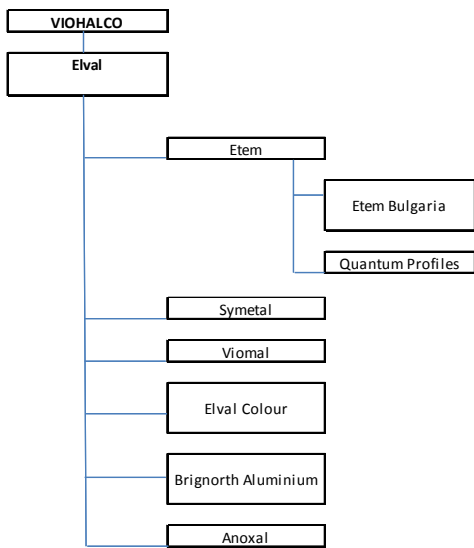 VIOHALCO
Elval
Etem
Etem Bulgaria
Quantum Profiles
Symetal
Viomal
Elval Colour
Brignorth Aluminium
Anoxal